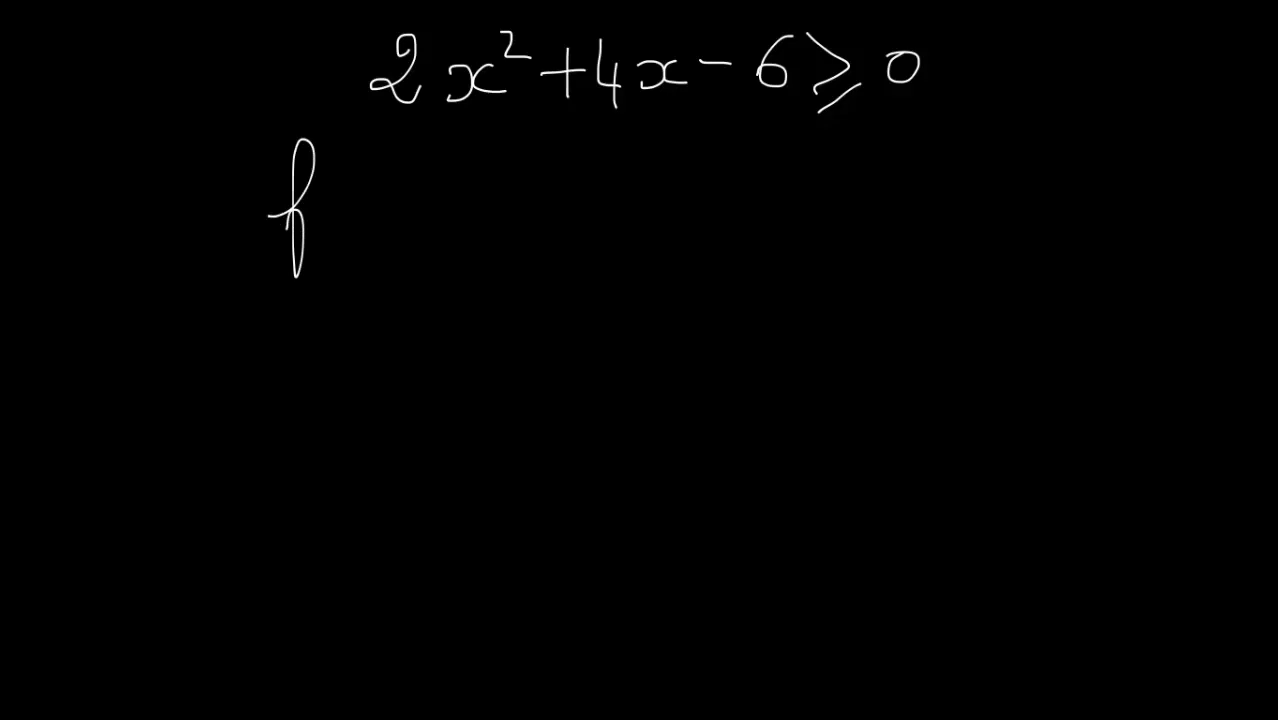 2x² + 4x - 6 ⩾ 0
f